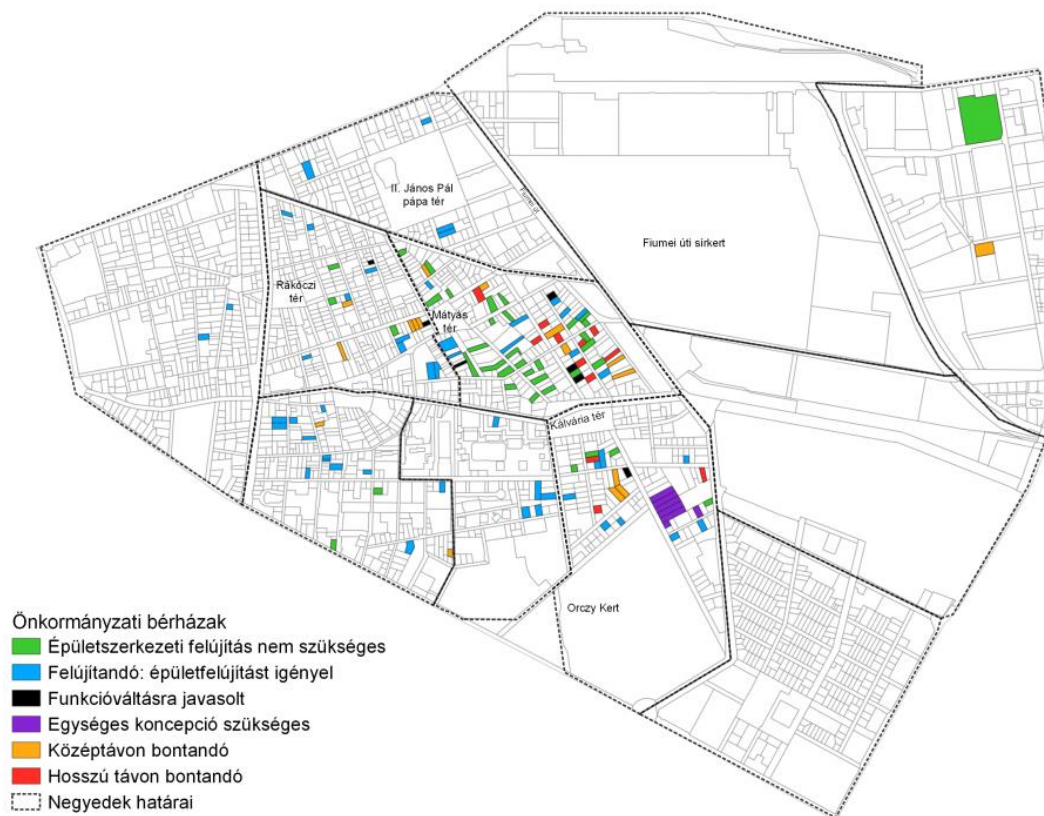 II. János Pál
pápa tér
Fiumei út
Fiumei úti sírkert
Rákóczi
tér
Mátyás
tér
Kálvária tér
Orczy Kert
Önkormányzati bérházak
Épületszerkezeti felújítás nem szükséges
Felújítandó: épületfelújítást igényel
Funkcióváltásra javasolt
Egységes koncepció szükséges
Középtávon bontandó
Hosszú távon bontandó
Negyedek határai